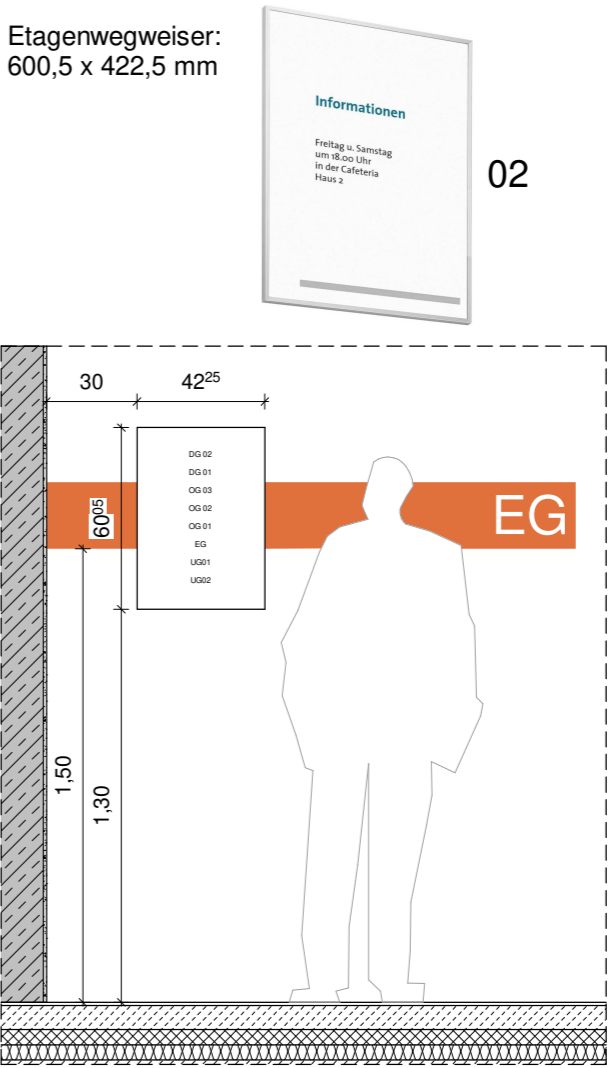 Etagenwegweiser:
600,5 x 422,5 mm
Informationen
Freitag u. Samstag
um 18.00 Uhr
in der Cafeteria
Haus 2
02
30
42²⁵
60⁰⁵
DG 02
DG 01
OG 03
OG 02
OG 01
EG
UG01
UG02
EG
1,50
1,30